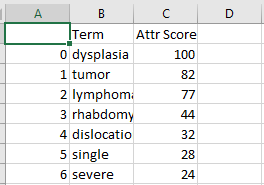 A B C D
Term Attr Score
0 dysplasia 100
1 tumor 82
2 lymphoma 77
3 rhabdomy 44
4 dislocatio 32
5 single 28
6 severe 24